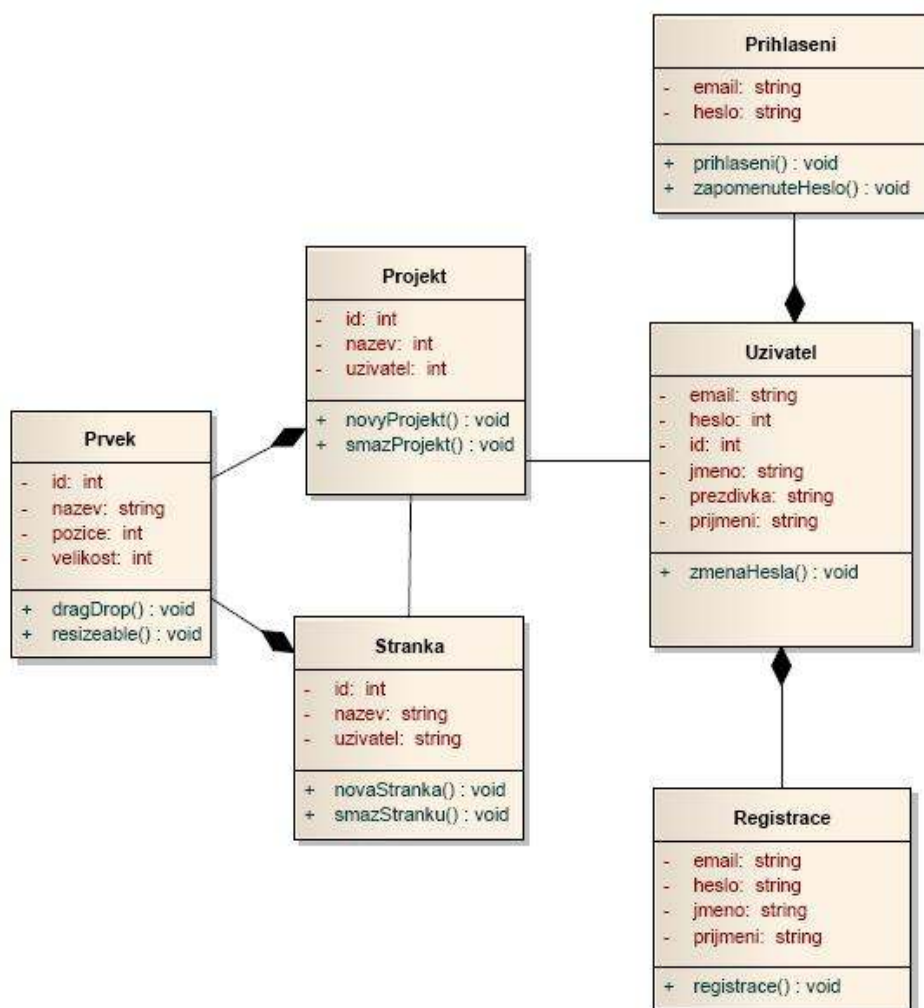 Prihlaseni
- email: string
- heslo: string
+ prihlaseni() : void
+ zapomenuteHeslo() : void
Projekt
- id: int
- nazev: int
- uzivatel: int
+ novyProjekt() : void
+ smazProjekt() : void
Uzivatel
- email: string
- heslo: int
- id: int
- jmeno: string
- prezdivka: string
- prijmeni: string
+ zmenaHesla() : void
Prvek
- id: int
- nazev: string
- pozice: int
- velikost: int
+ dragDrop() : void
+ resizeable() : void
Stranka
- id: int
- nazev: string
- uzivatel: string
+ novaStranka() : void
+ smazStranku() : void
Registrace
- email: string
- heslo: string
- jmeno: string
- prijmeni: string
+ registrace() : void